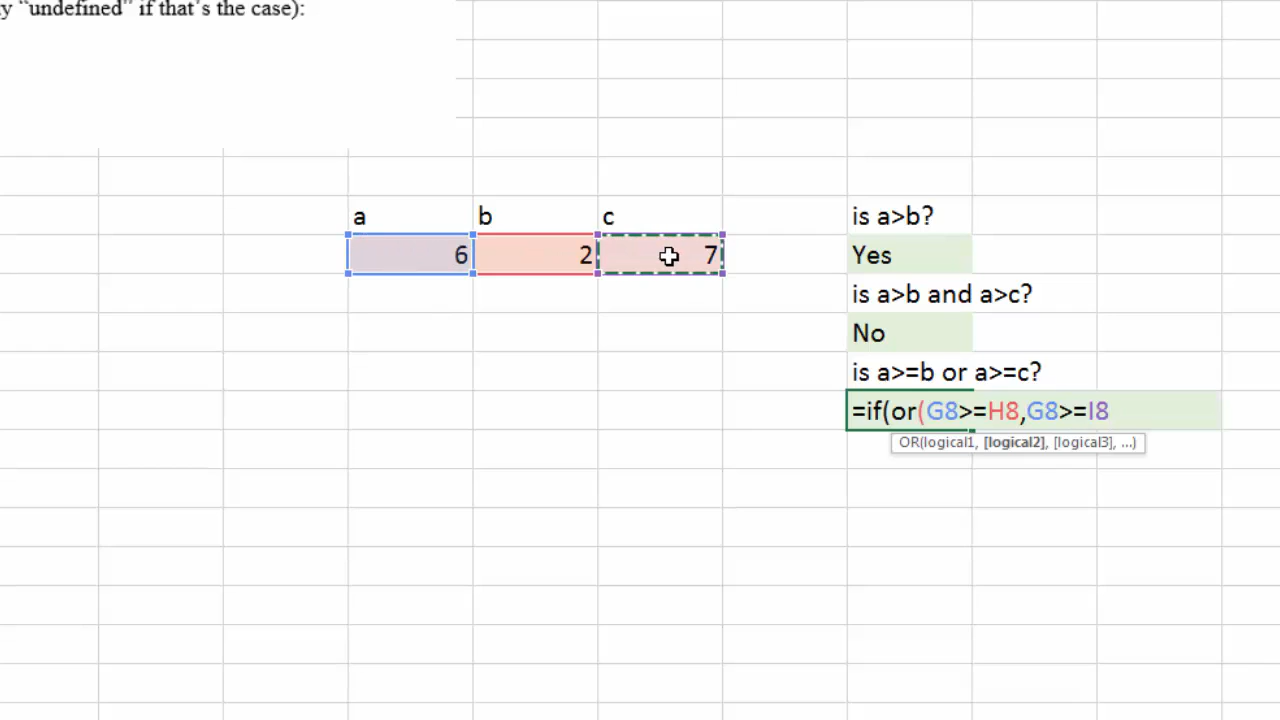 y “undefined” if that’s the case):
a b c is a>b?
6 2 7 Yes
is a>b and a>c?
No
is a>=b or a>=c?
=if(or(G8>=H8,G8>=I8
OR(logical1, [logical2], [logical3], ...)